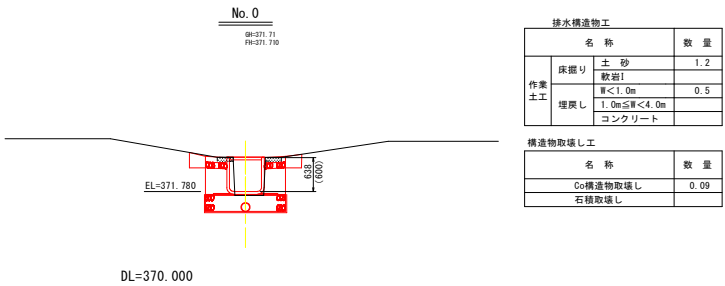 No.0
GH=371.71
FH=371.710
EL=371.780
638
(600)
DL=370.000
排水構造物工
名 称 数 量
作業土工 床掘り 土 砂 1.2
軟岩I
埋戻し W<1.0m 0.5
1.0m≦W<4.0m
コンクリート
構造物取壊し工
名 称 数 量
Co構造物取壊し 0.09
石積取壊し